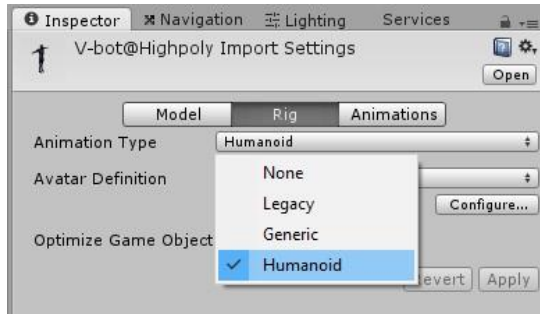 Inspector Navigation Lighting Services
V-bot@Highpoly Import Settings
Open
Model Rig Animations
Animation Type Humanoid
None
Avatar Definition
Legacy
Configure...
Generic
Optimize Game Object
Humanoid
evert Apply